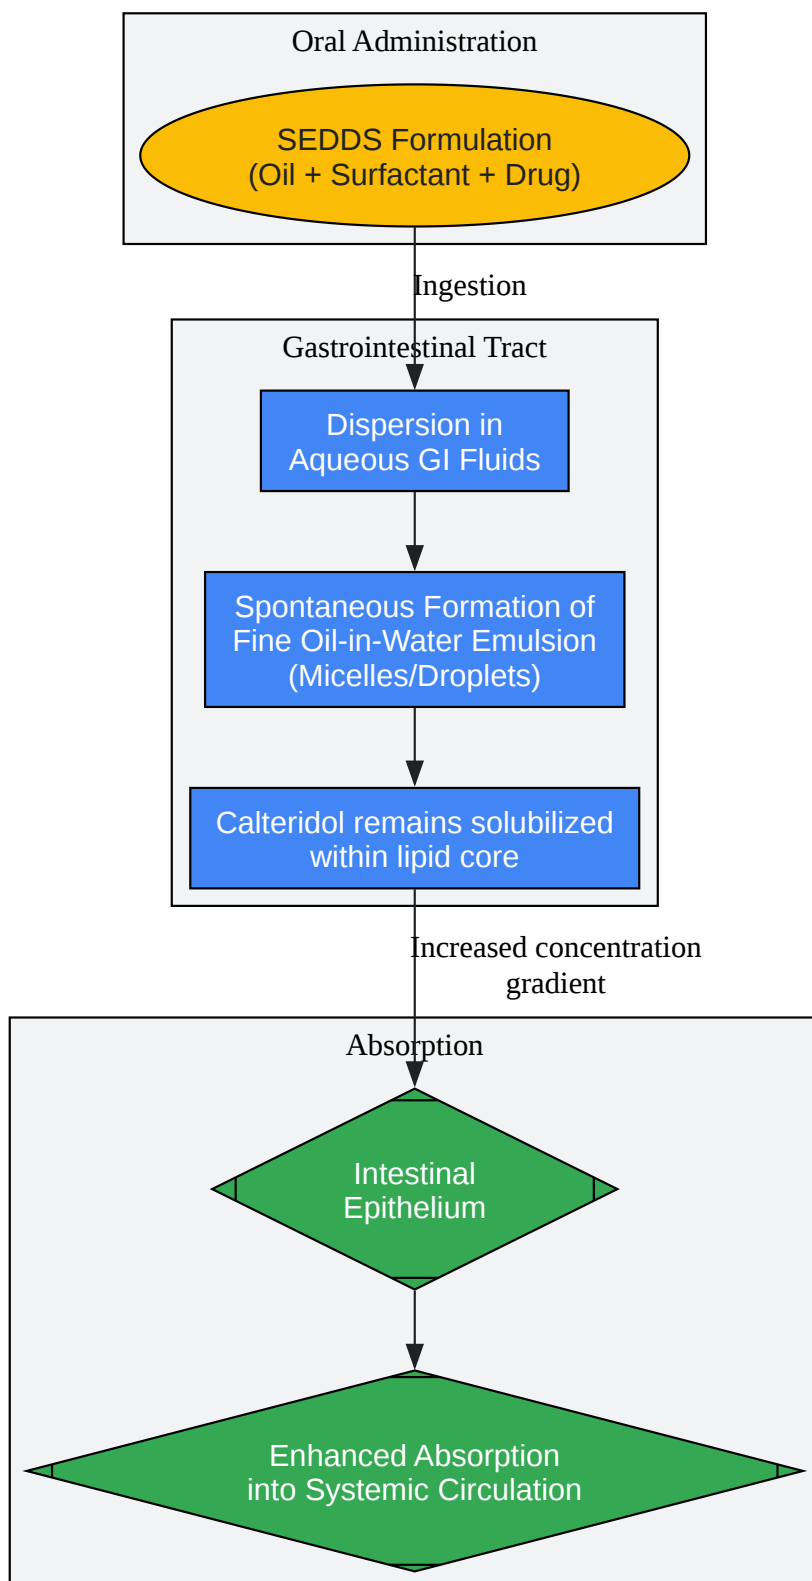 Oral Administration
SEDDS Formulation
(Oil + Surfactant + Drug)
Ingestion
Gastrointestinal Tract
Dispersion in
Aqueous GI Fluids
Spontaneous Formation of
Fine Oil-in-Water Emulsion
(Micelles/Droplets)
Calteridol remains solubilized
within lipid core
Increased concentration
gradient
Absorption
Intestinal
Epithelium
Enhanced Absorption
into Systemic Circulation